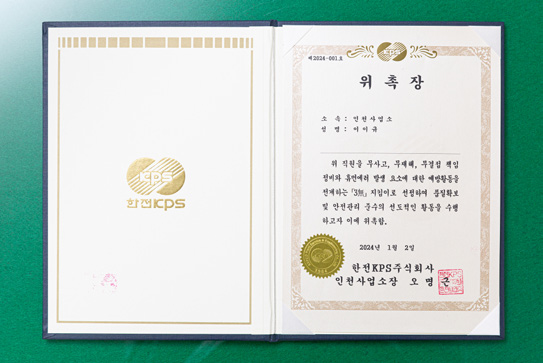 KPS
한전KPS
제2024-001호
위촉장
소 속 : 인천사업소
성 명 : 이이규
위 직원을 무사고, 무재해, 무결점 책임
정비와 휴먼에러 발생 요소에 대한 예방활동을
전개하는 「3無」 지킴이로 선정하여 품질확보
및 안전관리 준수의 선도적인 활동을 수행
하고자 이에 위촉함.
2024년 1월 2일
한전KPS주식회사
인천사업소장 오 명 근